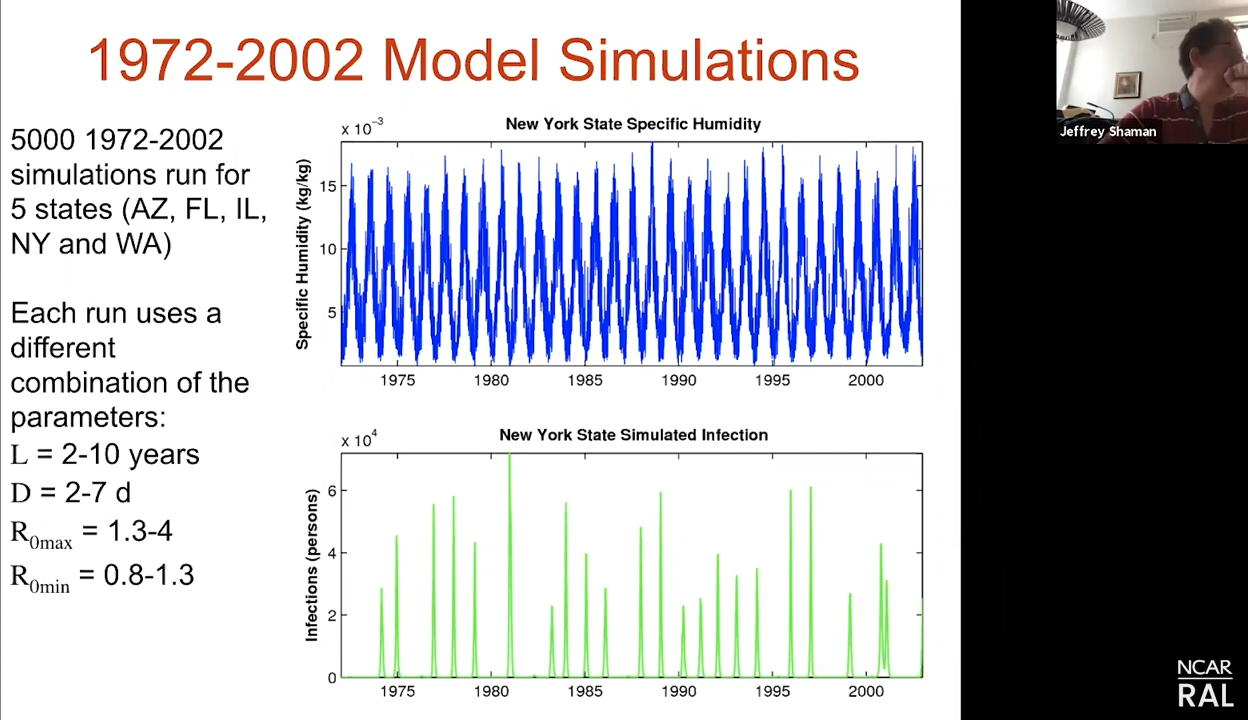 1972-2002 Model Simulations
5000 1972-2002
simulations run for
5 states (AZ, FL, IL,
NY and WA)
Each run uses a
different
combination of the
parameters:
L = 2-10 years
D = 2-7 d
R0max = 1.3-4
R0min = 0.8-1.3
New York State Specific Humidity
x 10⁻³
Specific Humidity (kg/kg)
15
10
5
1975 1980 1985 1990 1995 2000
New York State Simulated Infection
x 10⁴
Infections (persons)
6
4
2
0
1975 1980 1985 1990 1995 2000
Jeffrey Shaman
NCAR
RAL